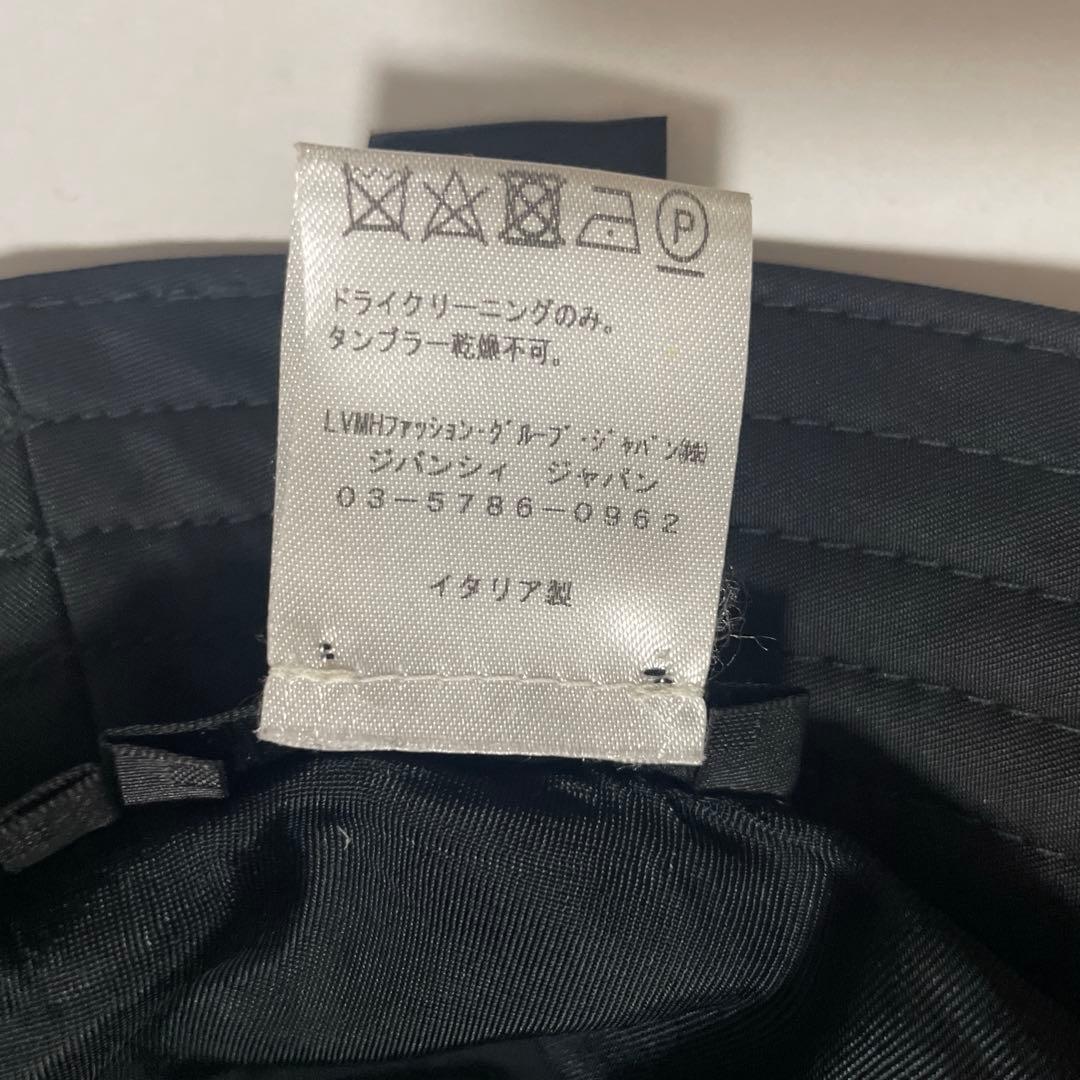 P
ドライクリーニングのみ。
タンブラー乾燥不可。
LVMHファッション・グループ・ジャパン㈱
ジバンシィ ジャパン
03-5786-0962
イタリア製